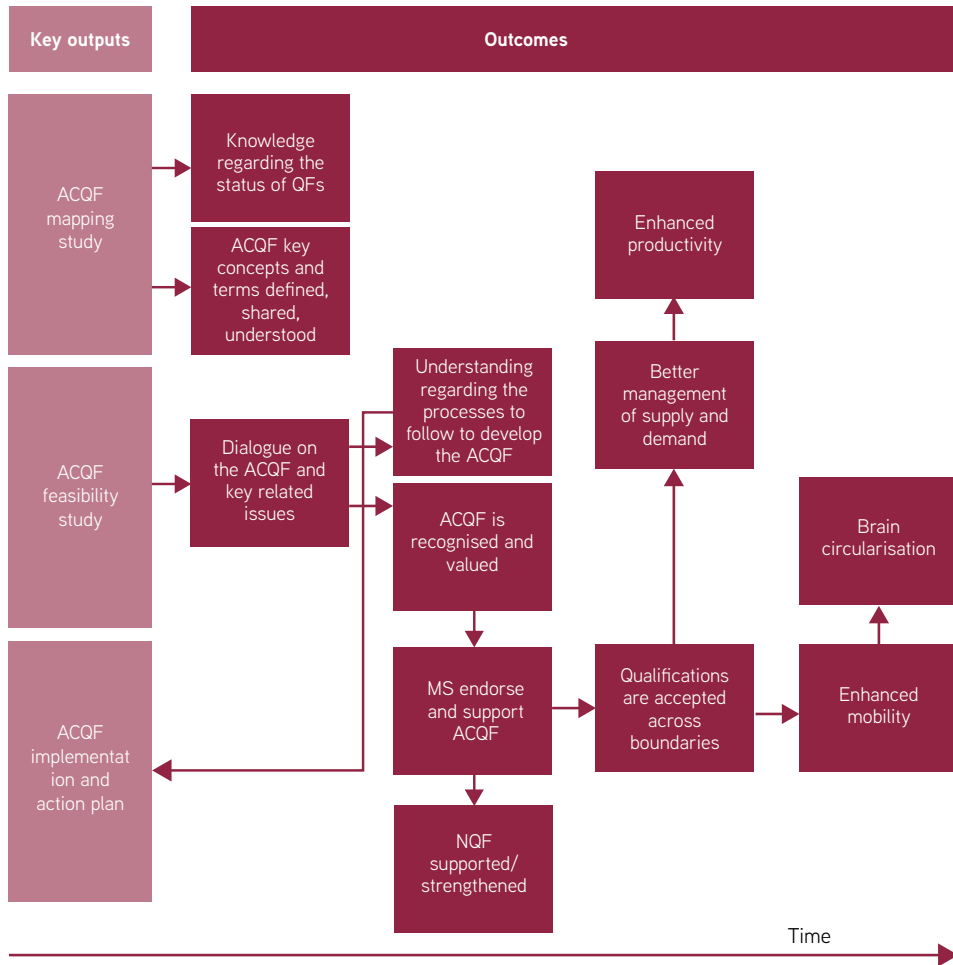 Key outputs
Outcomes
ACQF
mapping
study
Knowledge
regarding the
status of QFs
ACQF key
concepts and
terms defined,
shared,
understood
Enhanced
productivity
Understanding
regarding the
processes to
follow to develop
the ACQF
Better
management
of supply and
demand
ACQF
feasibility
study
Dialogue on
the ACQF and
key related
issues
ACQF is
recognised and
valued
Brain
circularisation
ACQF
implementat
ion and
action plan
MS endorse
and support
ACQF
Qualifications
are accepted
across
boundaries
Enhanced
mobility
NQF
supported/
strengthened
Time